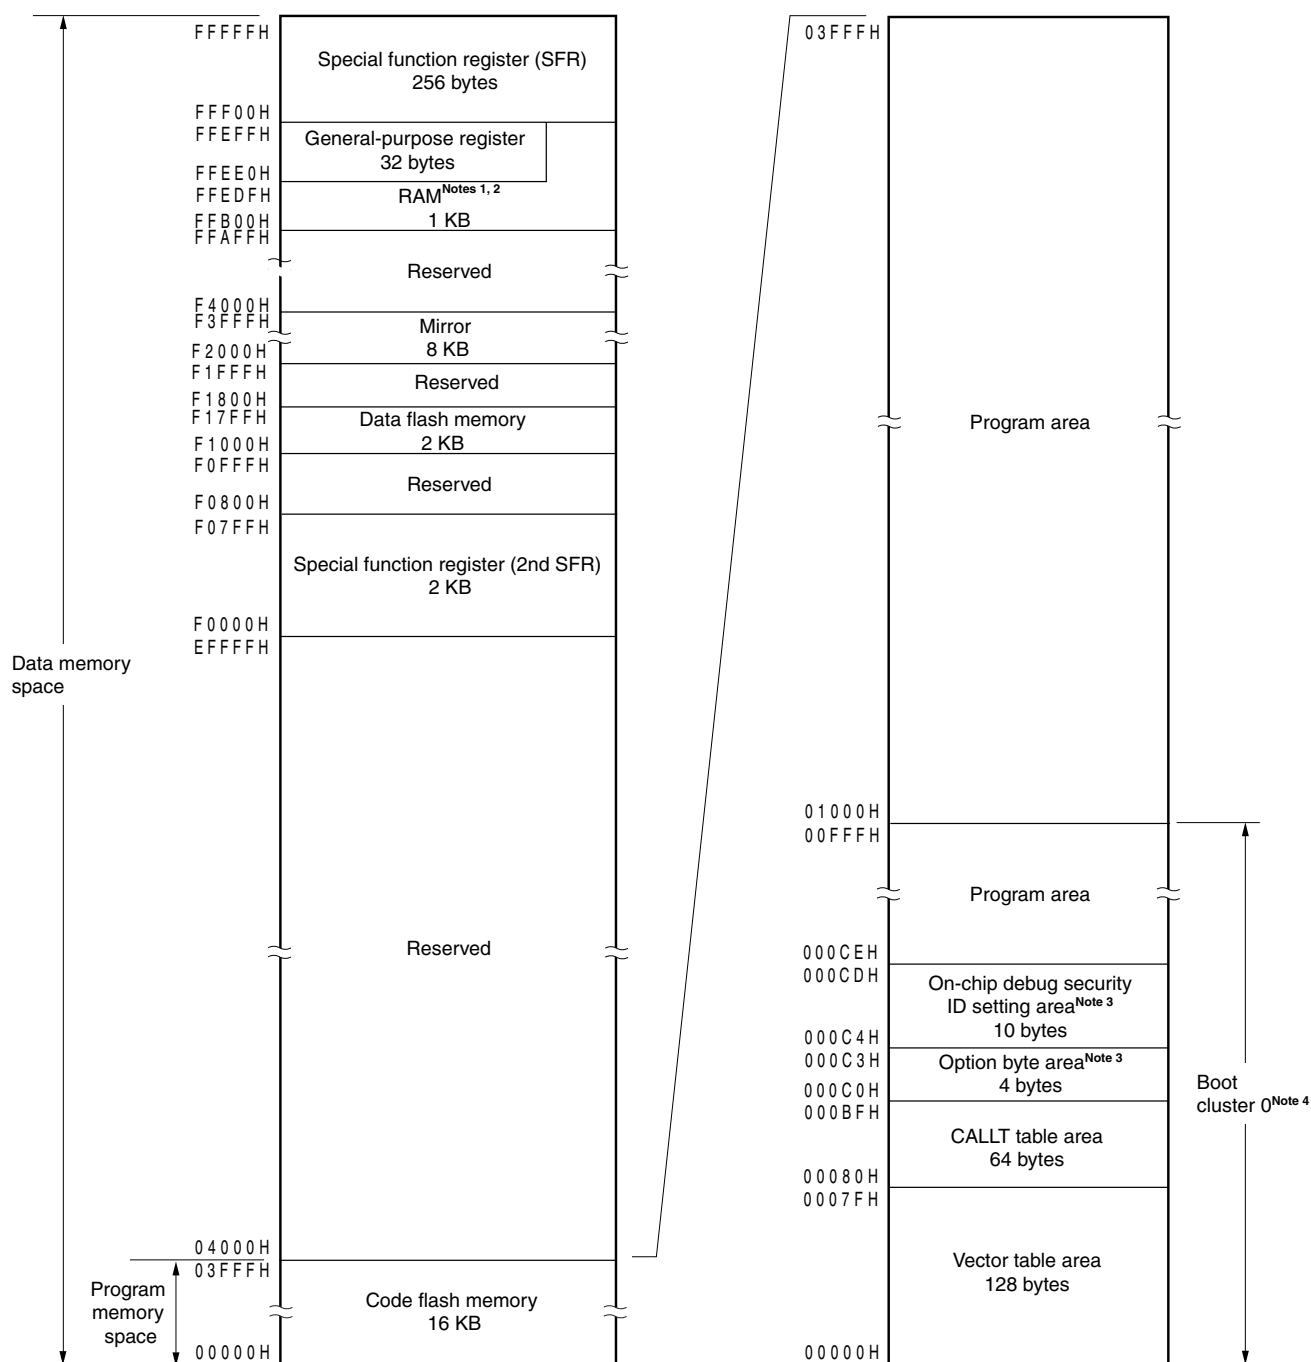 FFFFFH
Special function register (SFR)
256 bytes
FFF00H
FFEFFH
General-purpose register
32 bytes
FFEE0H
FFEDFH
RAMNotes 1, 2
1 KB
FFB00H
FFAFFH
Reserved
F4000H
F3FFFH
Mirror
8 KB
F2000H
F1FFFH
Reserved
F1800H
F17FFH
Data flash memory
2 KB
F1000H
F0FFFH
Reserved
F0800H
F07FFH
Special function register (2nd SFR)
2 KB
F0000H
EFFFFH
Data memory
space
Reserved
04000H
03FFFH
Program
memory
space
Code flash memory
16 KB
00000H
03FFFH
Program area
01000H
00FFFH
Program area
000CEH
000CDH
On-chip debug security
ID setting areaNote 3
10 bytes
000C4H
000C3H
Option byte areaNote 3
4 bytes
000C0H
000BFH
CALLT table area
64 bytes
00080H
0007FH
Vector table area
128 bytes
00000H
Boot
cluster 0Note 4